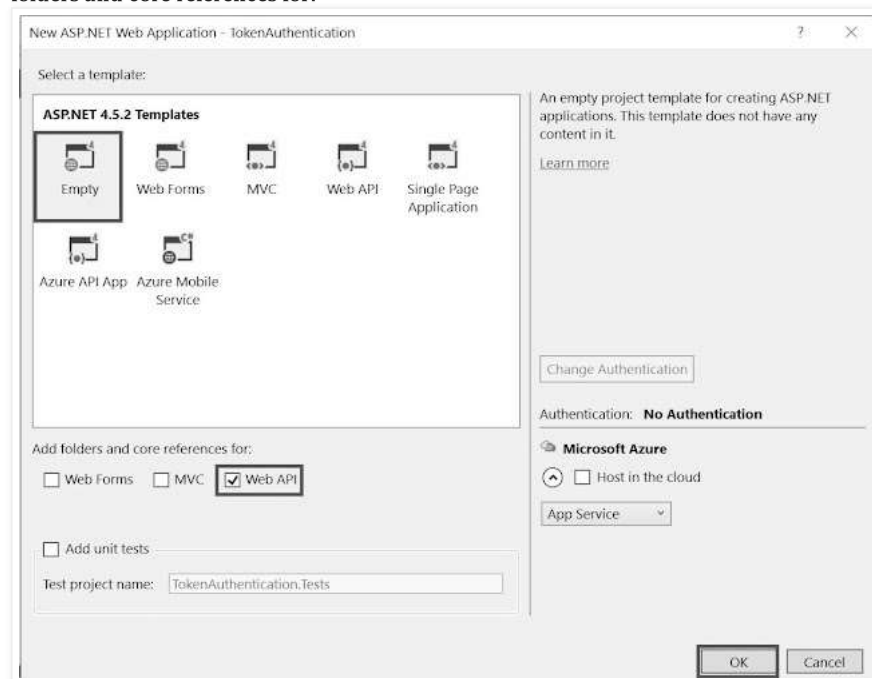 folders and core references for:
New ASP.NET Web Application - TokenAuthentication
?
Select a template:
ASP.NET 4.5.2 Templates
Empty
Web Forms
MVC
Web API
Single Page
Application
Azure API App
Azure Mobile
Service
An empty project template for creating ASP.NET
applications. This template does not have any
content in it.
Learn more
Change Authentication
Authentication: No Authentication
Microsoft Azure
Host in the cloud
App Service
Add folders and core references for:
Web Forms
MVC
Web API
Add unit tests
Test project name: TokenAuthentication.Tests
OK
Cancel